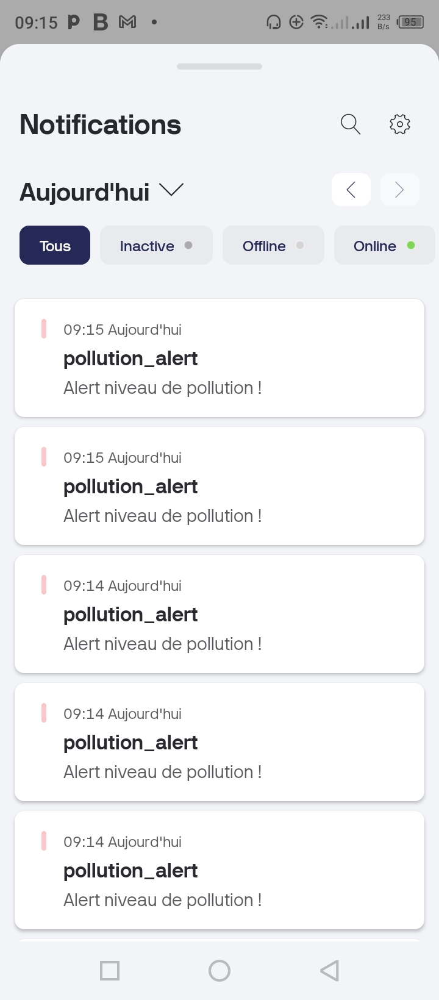 09:15
233
B/s
95
Notifications
Aujourd'hui
Tous Inactive Offline Online
09:15 Aujourd'hui
pollution_alert
Alert niveau de pollution !
09:15 Aujourd'hui
pollution_alert
Alert niveau de pollution !
09:14 Aujourd'hui
pollution_alert
Alert niveau de pollution !
09:14 Aujourd'hui
pollution_alert
Alert niveau de pollution !
09:14 Aujourd'hui
pollution_alert
Alert niveau de pollution !